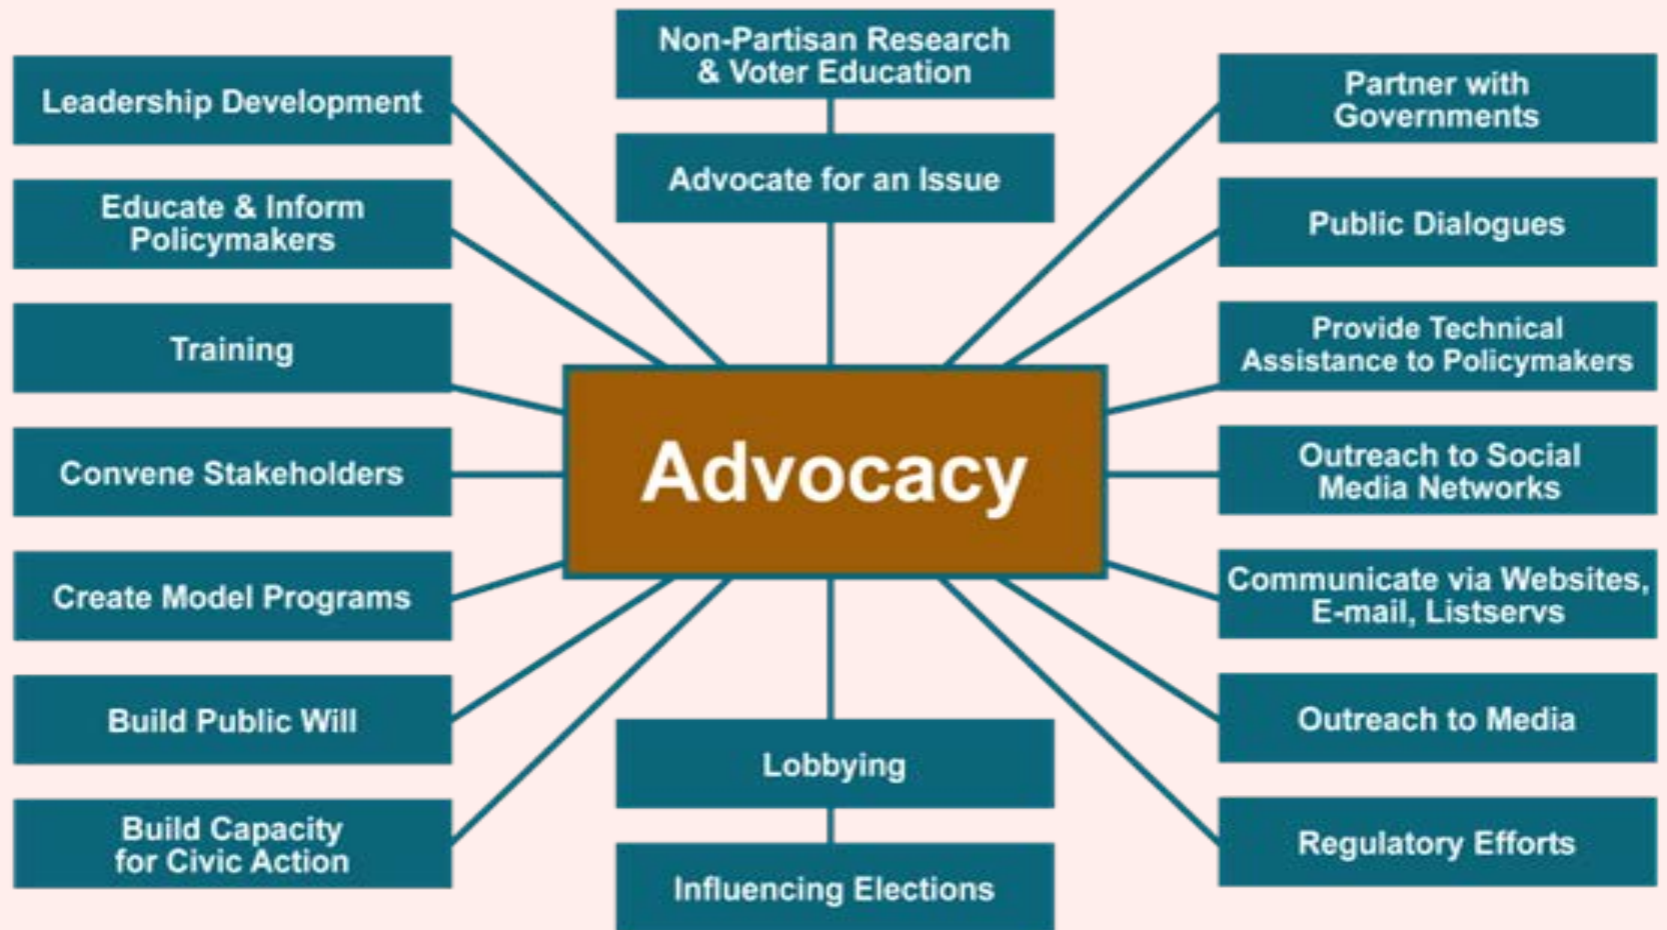 Non-Partisan Research
& Voter Education
Advocate for an Issue
Leadership Development
Educate & Inform
Policymakers
Training
Convene Stakeholders
Create Model Programs
Build Public Will
Build Capacity
for Civic Action
Advocacy
Partner with
Governments
Public Dialogues
Provide Technical
Assistance to Policymakers
Outreach to Social
Media Networks
Communicate via Websites,
E-mail, Listservs
Outreach to Media
Regulatory Efforts
Lobbying
Influencing Elections